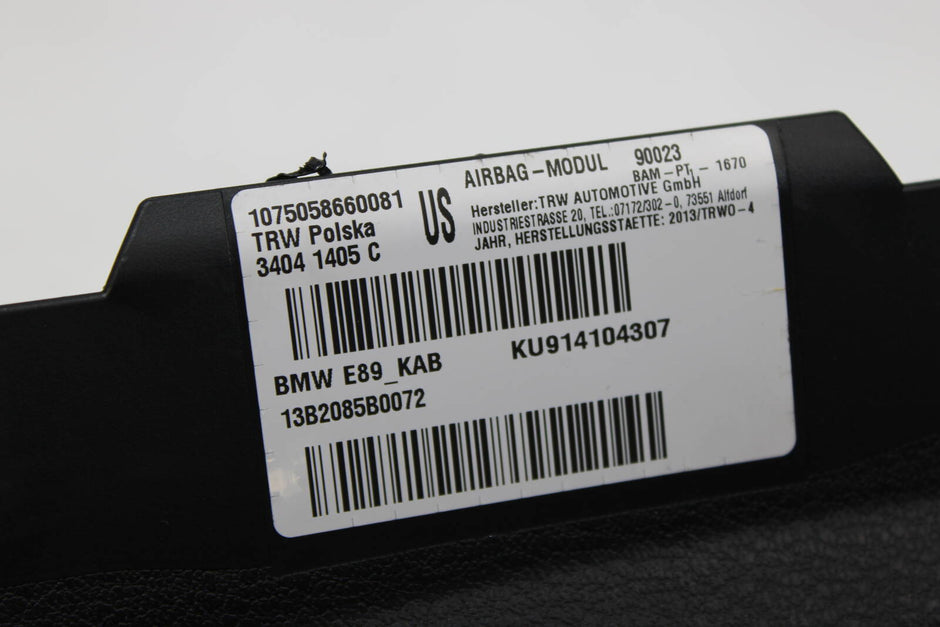 1075058660081
TRW Polska
3404 1405 C
US
AIRBAG-MODUL 90023
BAM-PT₁-1670
Hersteller:TRW AUTOMOTIVE GmbH
INDUSTRIESTRASSE 20, TEL.:07172/302-0, 73551 Alfdorf
JAHR, HERSTELLUNGSSTAETTE: 2013/TRWO-4
BMW E89_KAB KU914104307
13B2085B0072